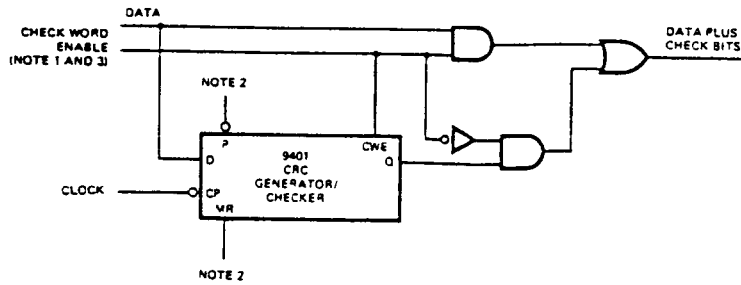 DATA
CHECK WORD
ENABLE
(NOTE 1 AND 3)
DATA PLUS
CHECK BITS
NOTE 2
P
9401
CWE
D
CRC
Q
GENERATOR/
CHECKER
CLOCK
CP
MR
NOTE 2